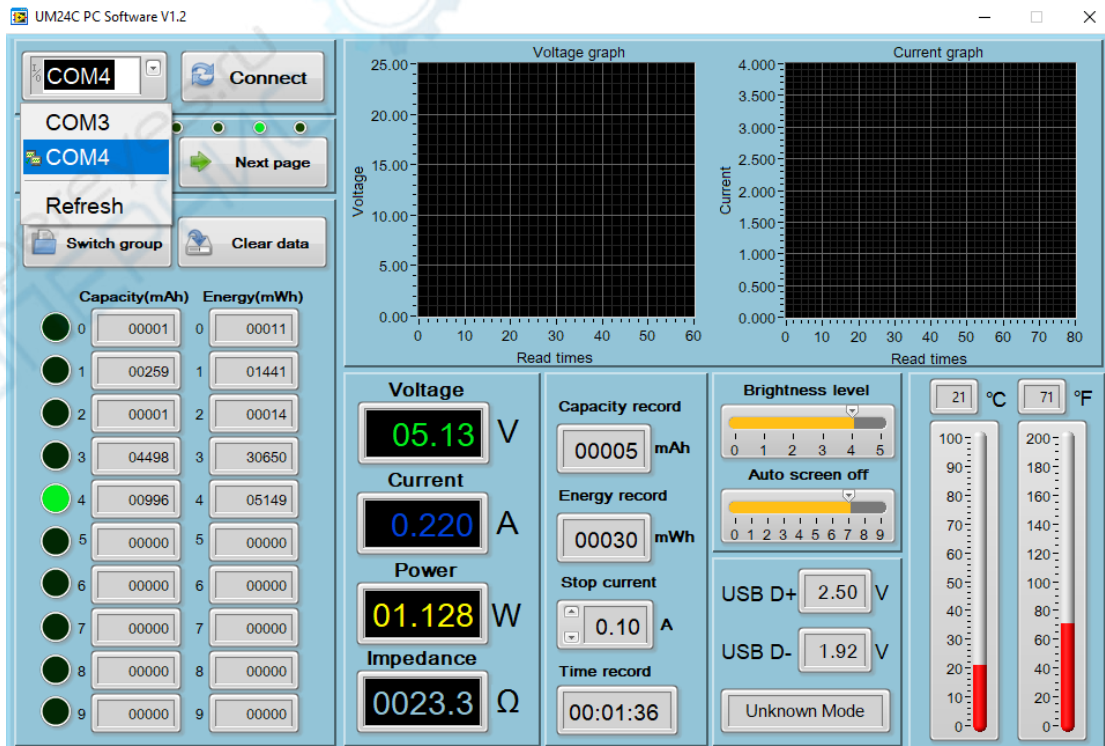 UM24C PC Software V1.2
COM4
Connect
COM3
COM4
Refresh
Next page
Switch group
Clear data
Capacity(mAh) Energy(mWh)
0 00001 0 00011
1 00259 1 01441
2 00001 2 00014
3 04498 3 30650
4 00996 4 05149
5 00000 5 00000
6 00000 6 00000
7 00000 7 00000
8 00000 8 00000
9 00000 9 00000
Voltage graph
Voltage
25.00
20.00
15.00
10.00
5.00
0.00
0 10 20 30 40 50 60
Read times
Current graph
Current
4.000
3.500
3.000
2.500
2.000
1.500
1.000
0.500
0.000
0 10 20 30 40 50 60 70 80
Read times
Voltage
05.13 V
Current
0.220 A
Power
01.128 W
Impedance
0023.3 Ω
Capacity record
00005 mAh
Energy record
00030 mWh
Stop current
0.10 A
Time record
00:01:36
Brightness level
0 1 2 3 4 5
Auto screen off
0 1 2 3 4 5 6 7 8 9
USB D+ 2.50 V
USB D- 1.92 V
Unknown Mode
21 °C 71 °F
100 200
90 180
80 160
70 140
60 120
50 100
40 80
30 60
20 40
10 20
0 0